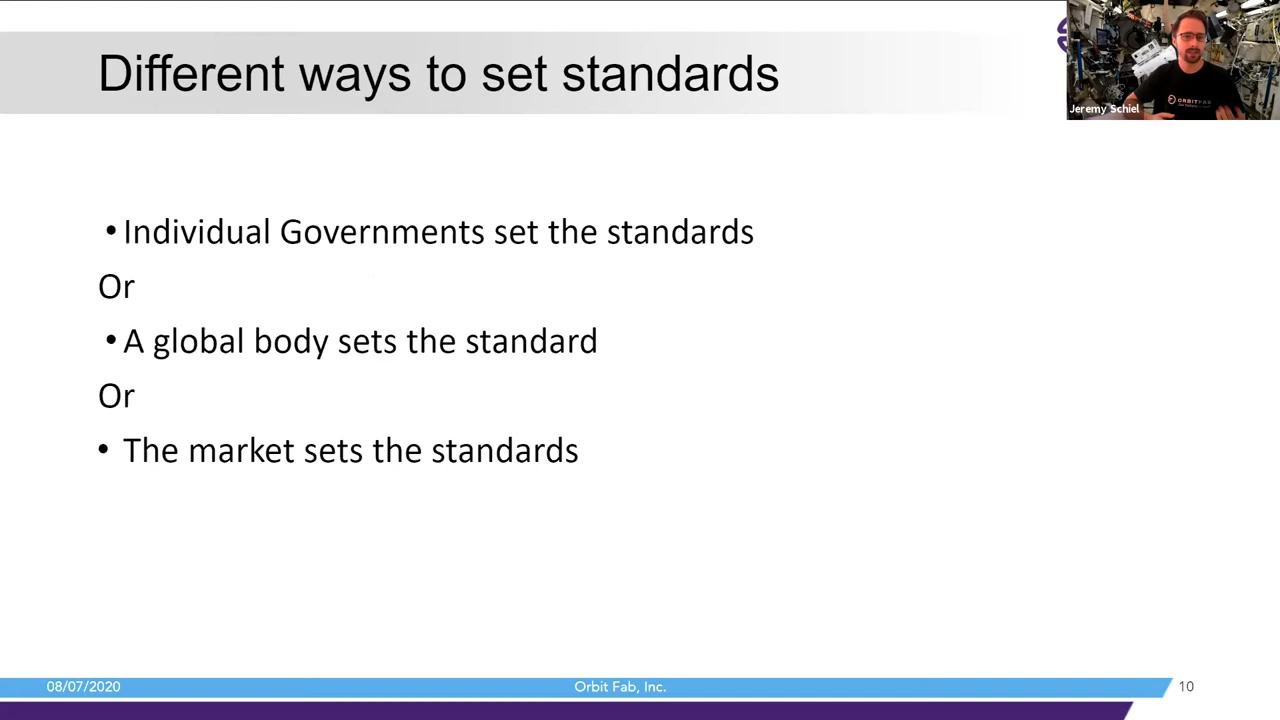 Different ways to set standards
Jeremy Schiel
ORBITFAB
• Individual Governments set the standards
Or
• A global body sets the standard
Or
• The market sets the standards
08/07/2020
Orbit Fab, Inc.
10